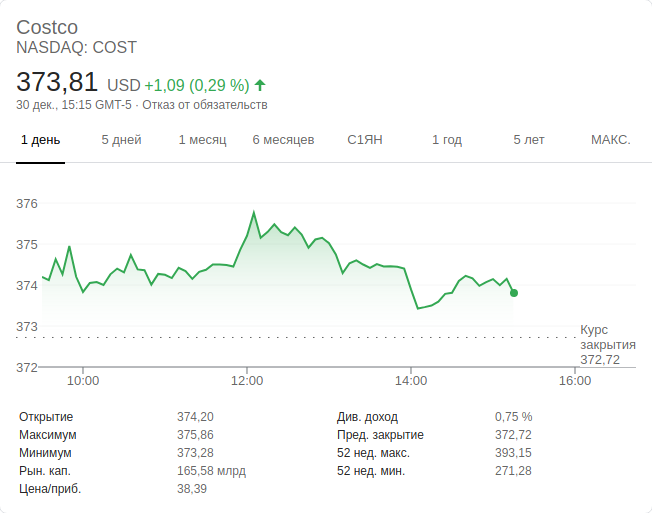 Costco
NASDAQ: COST
373,81 USD +1,09 (0,29 %)
30 дек., 15:15 GMT-5 · Отказ от обязательств
1 день 5 дней 1 месяц 6 месяцев С1ЯН 1 год 5 лет МАКС.
376
375
374
373
Курс
закрытия
372,72
372
10:00 12:00 14:00 16:00
Открытие 374,20 Див. доход 0,75 %
Максимум 375,86 Пред. закрытие 372,72
Минимум 373,28 52 нед. макс. 393,15
Рын. кап. 165,58 млрд 52 нед. мин. 271,28
Цена/приб. 38,39